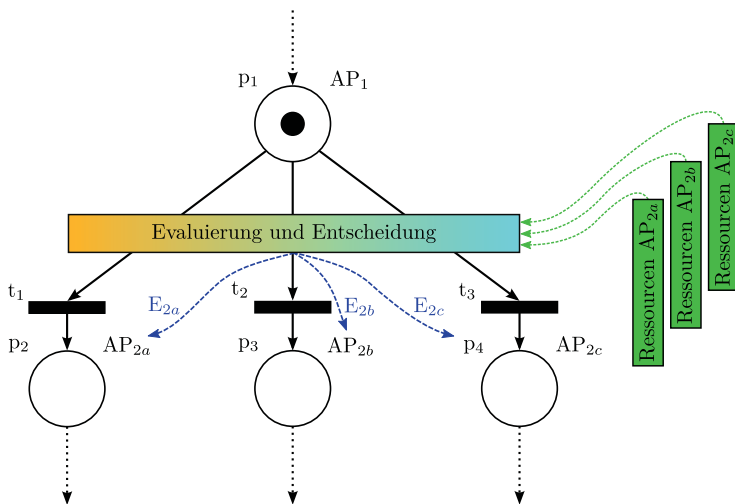 p₁ AP₁
Evaluierung und Entscheidung
Ressourcen AP₂ₐ
Ressourcen AP₂b
Ressourcen AP₂c
t₁
t₂
t₃
E₂ₐ
E₂b
E₂c
p₂ AP₂ₐ
p₃ AP₂b
p₄ AP₂c